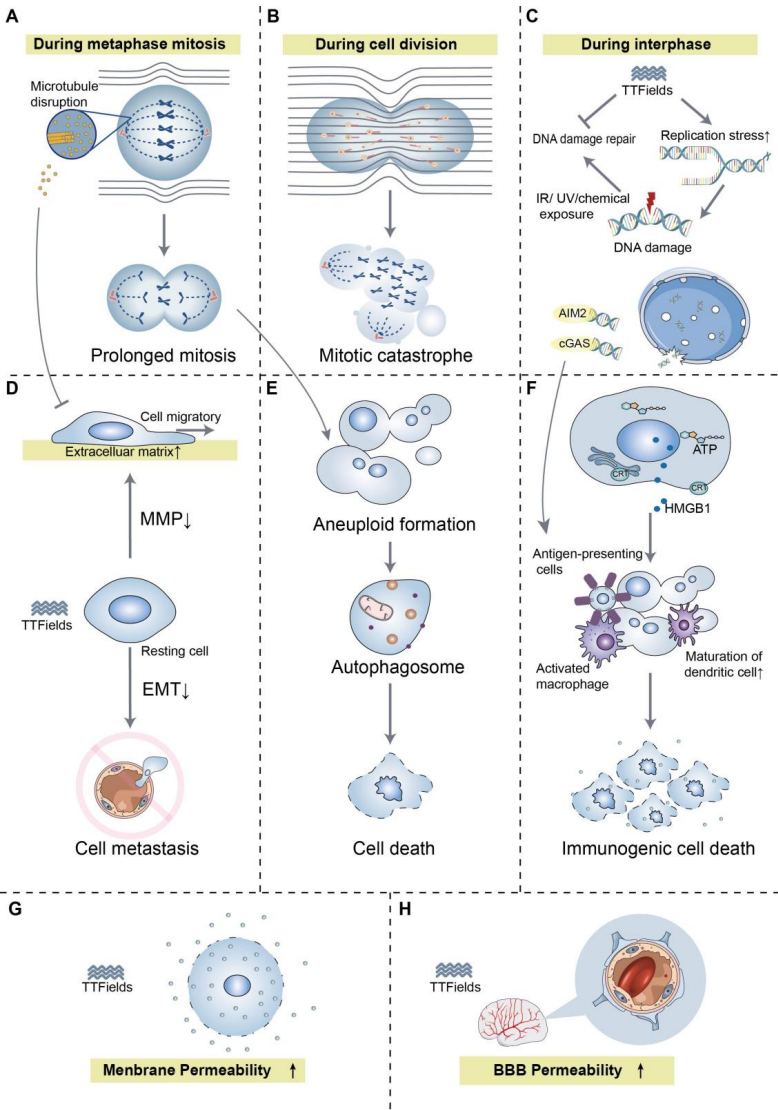 A
During metaphase mitosis
Microtubule
disruption
Prolonged mitosis
B
During cell division
Mitotic catastrophe
C
During interphase
TTFields
DNA damage repair
Replication stress↑
IR/ UV/chemical
exposure
DNA damage
AIM2
cGAS
D
Cell migratory
Extracelluar matrix↑
MMP↓
TTFields
Resting cell
EMT↓
Cell metastasis
E
Aneuploid formation
Autophagosome
Cell death
F
ATP
CRT
CRT
HMGB1
Antigen-presenting
cells
Activated
macrophage
Maturation of
dendritic cell↑
Immunogenic cell death
G
TTFields
Menbrane Permeability ↑
H
TTFields
BBB Permeability ↑